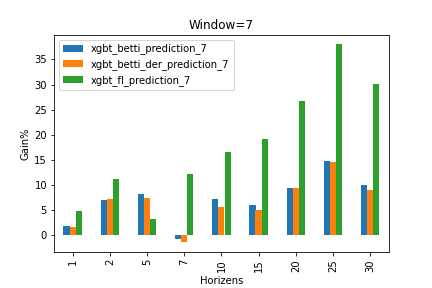 Window=7
xgbt_betti_prediction_7
xgbt_betti_der_prediction_7
xgbt_fl_prediction_7
Gain%
35
30
25
20
15
10
5
0
1 2 5 7 10 15 20 25 30
Horizens